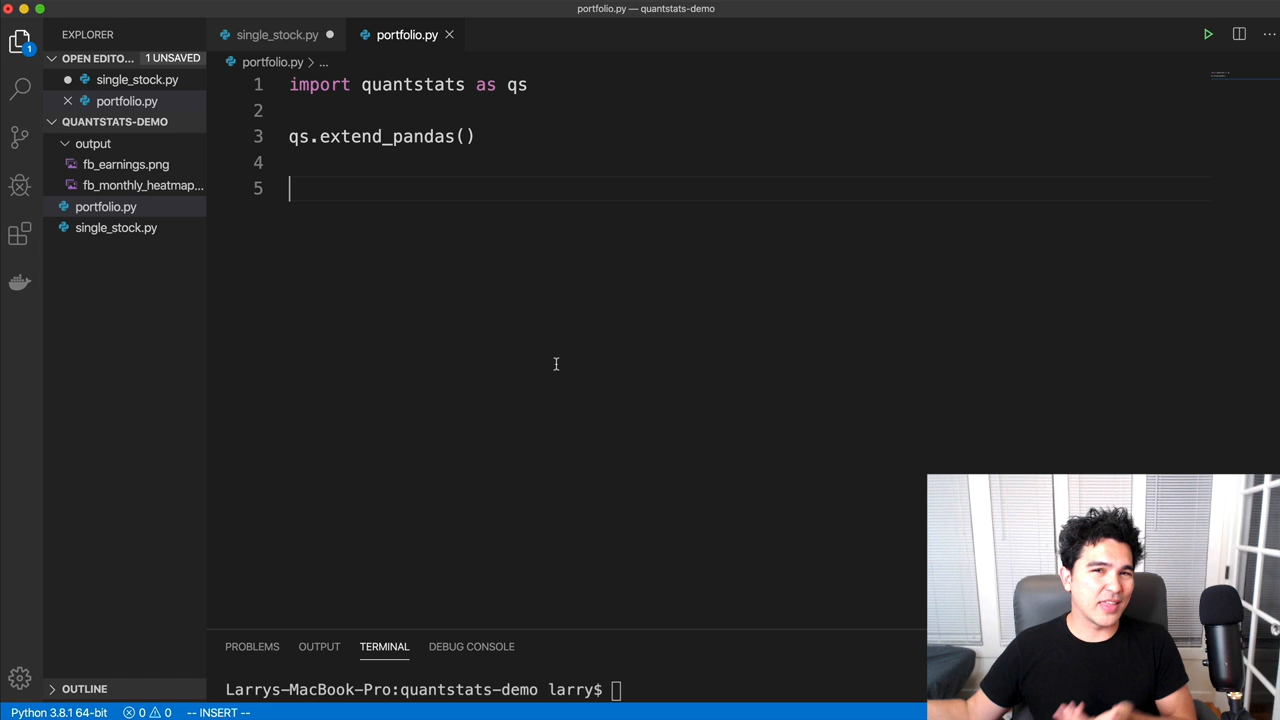 portfolio.py — quantstats-demo
EXPLORER
OPEN EDITO... 1 UNSAVED
single_stock.py
portfolio.py
QUANTSTATS-DEMO
output
fb_earnings.png
fb_monthly_heatmap...
portfolio.py
single_stock.py
OUTLINE
1
single_stock.py
portfolio.py
portfolio.py > ...
1 import quantstats as qs
2
3 qs.extend_pandas()
4
5
PROBLEMS OUTPUT TERMINAL DEBUG CONSOLE
Larrys-MacBook-Pro:quantstats-demo larry$
Python 3.8.1 64-bit 0 0 -- INSERT --